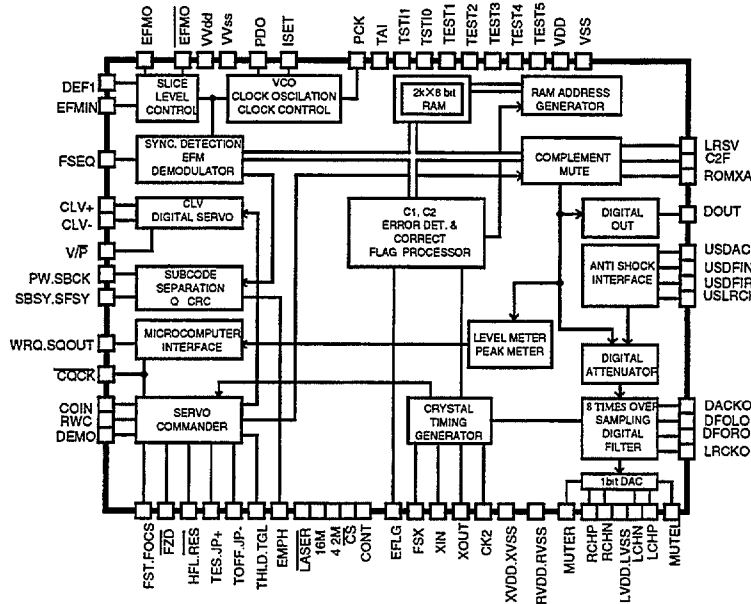 EFMO
EFMO
VVdd
VVss
PDO
ISET
PCK
TAI
TSTI1
TSTI0
TEST1
TEST2
TEST3
TEST4
TEST5
VDD
VSS
DEF1
EFMIN
FSEQ
CLV+
CLV-
V/P
PW.SBCK
SBSY.SFSY
WRQ.SQOUT
CQCK
COIN
RWC
DEMO
SLICE
LEVEL
CONTROL
VCO
CLOCK OSCILATION
CLOCK CONTROL
2k×8 bit
RAM
RAM ADDRESS
GENERATOR
SYNC. DETECTION
EFM
DEMODULATOR
COMPLEMENT
MUTE
CLV
DIGITAL SERVO
C1, C2
ERROR DET. &
CORRECT
FLAG PROCESSOR
DIGITAL
OUT
SUBCODE
SEPARATION
Q CRC
ANTI SHOCK
INTERFACE
MICROCOMPUTER
INTERFACE
LEVEL METER
PEAK METER
DIGITAL
ATTENUATOR
SERVO
COMMANDER
CRYSTAL
TIMING
GENERATOR
8 TIMES OVER
SAMPLING
DIGITAL
FILTER
1bit DAC
LRSV
C2F
ROMXA
DOUT
USDAC
USDFIN
USDFIR
USLRCI
DACKO
DFOLO
DFORO
LRCKO
FST.FOCS
FZD
HFL.RES
TES.JP+
TOFF.JP-
THLD.TGL
EMPH
LASER
16M
4 2M
CS
CONT
EFLG
FSX
XIN
XOUT
CK2
XVDD.XVSS
RVDD.RVSS
MUTER
RCHP
RCHN
LVDD.LVSS
LCHN
LCHP
MUTEL